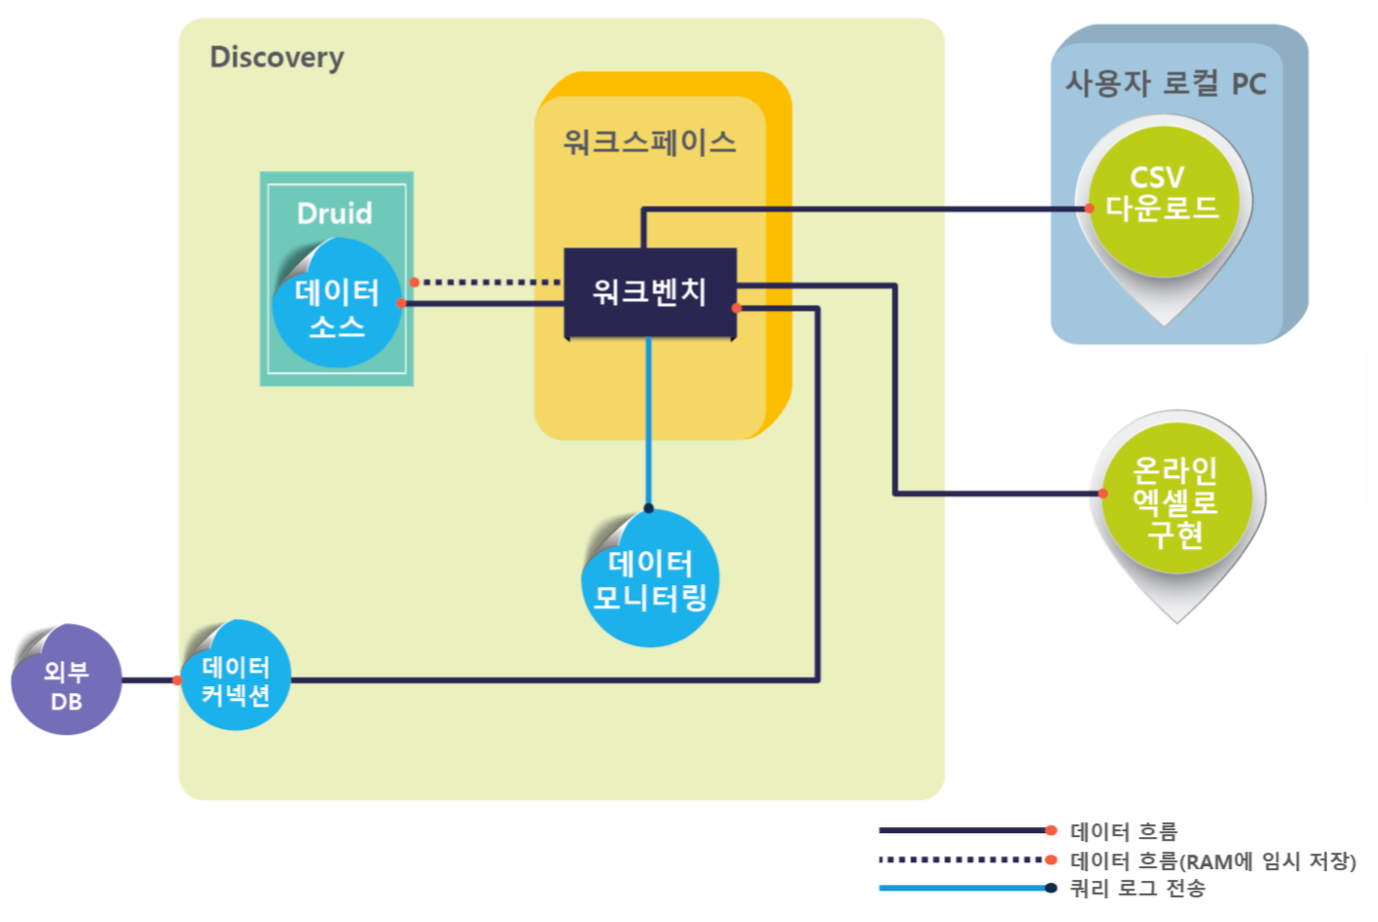 Discovery
사용자 로컬 PC
워크스페이스
CSV
다운로드
Druid
데이터
소스
워크벤치
온라인
엑셀로
구현
데이터
모니터링
외부
DB
데이터
커넥션
데이터 흐름
데이터 흐름(RAM에 임시 저장)
쿼리 로그 전송